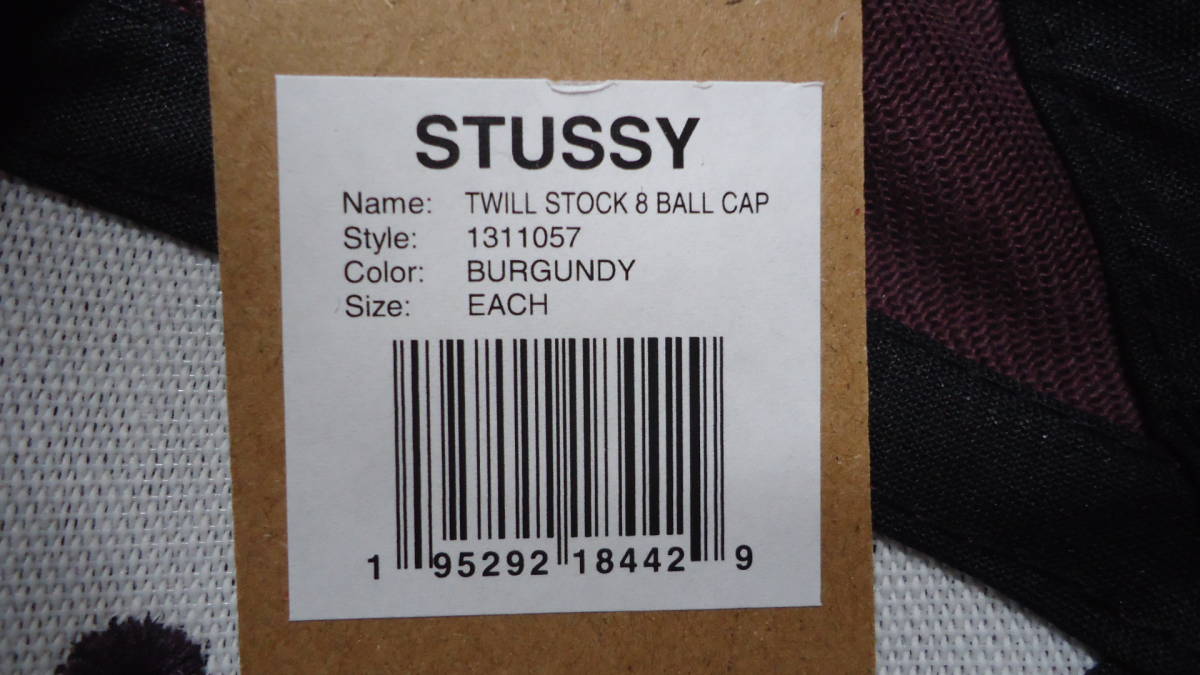 STUSSY
Name: TWILL STOCK 8 BALL CAP
Style: 1311057
Color: BURGUNDY
Size: EACH
1 95292 18442 9